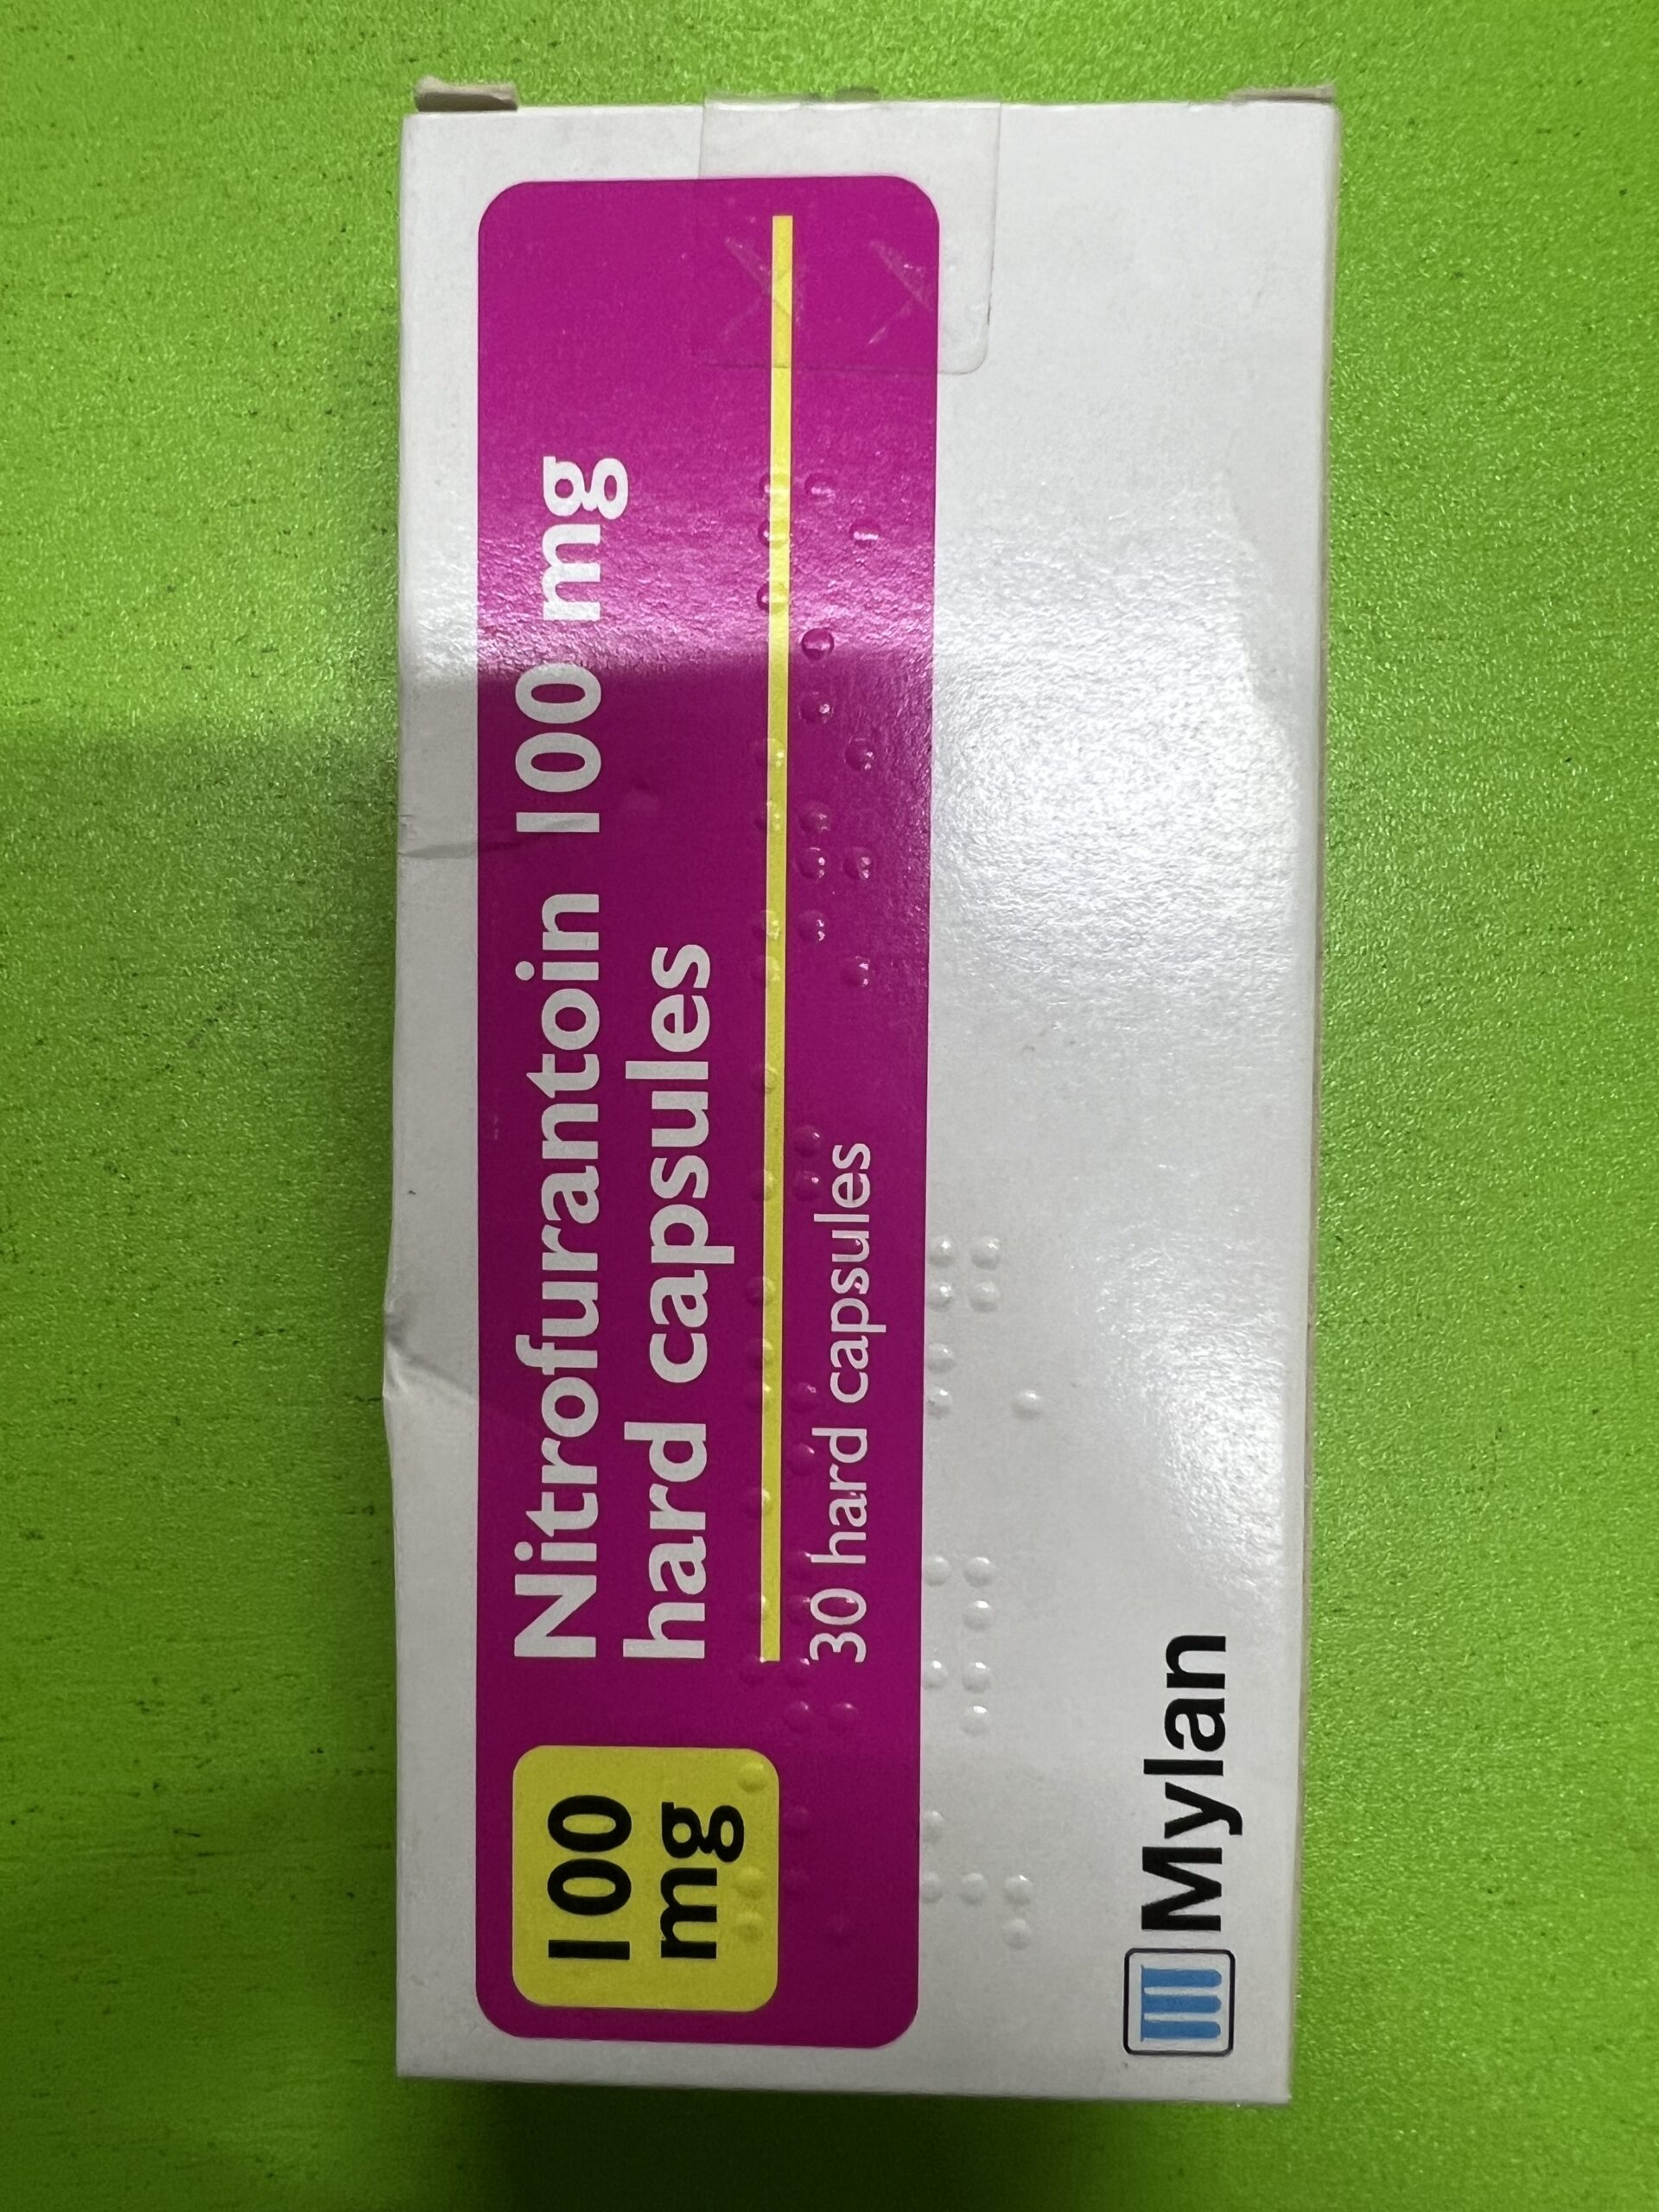 100
mg
Nitrofurantoin 100 mg
hard capsules
30 hard capsules
Mylan